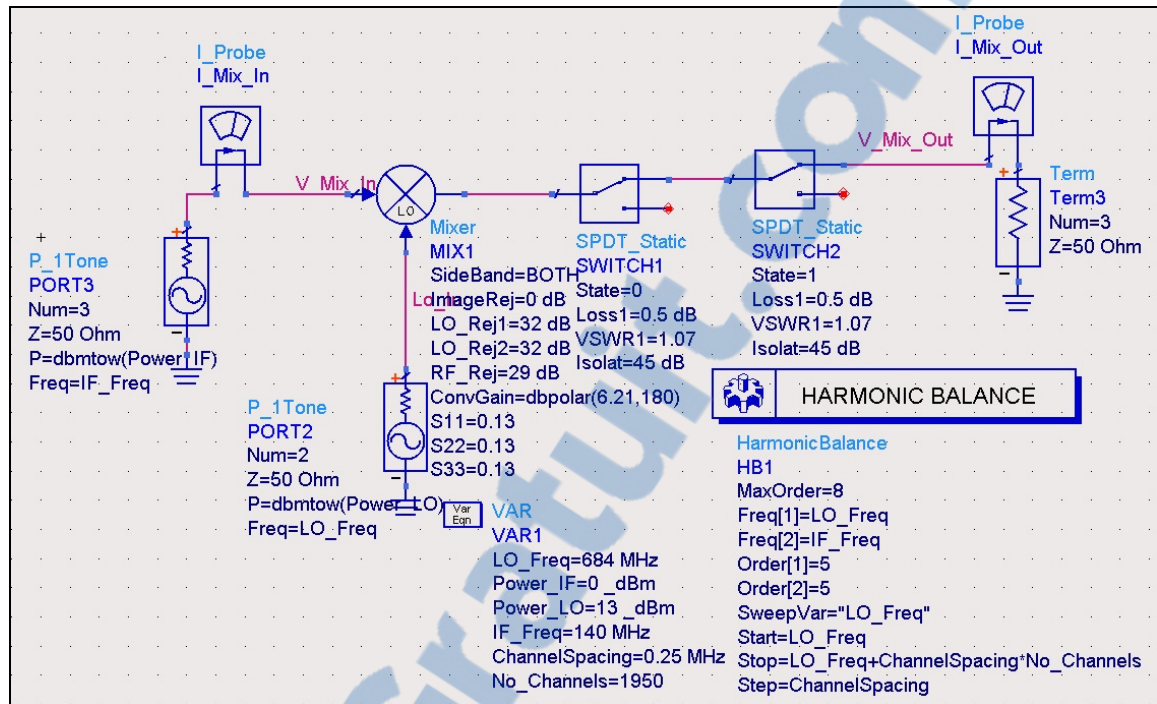 I_Probe
I_Mix_In
I_Probe
I_Mix_Out
V_Mix_In
V_Mix_Out
LO
Lo_In
+
P_1Tone
PORT3
Num=3
Z=50 Ohm
P=dbmtow(Power_IF)
Freq=IF_Freq
Mixer
MIX1
SideBand=BOTH
ImageRej=0 dB
LO_Rej1=32 dB
LO_Rej2=32 dB
RF_Rej=29 dB
ConvGain=dbpolar(6.21,180)
S11=0.13
S22=0.13
S33=0.13
SPDT_Static
SWITCH1
State=0
Loss1=0.5 dB
VSWR1=1.07
Isolat=45 dB
SPDT_Static
SWITCH2
State=1
Loss1=0.5 dB
VSWR1=1.07
Isolat=45 dB
Term
Term3
Num=3
Z=50 Ohm
P_1Tone
PORT2
Num=2
Z=50 Ohm
P=dbmtow(Power_LO)
Freq=LO_Freq
Var
Eqn
VAR
VAR1
LO_Freq=684 MHz
Power_IF=0 _dBm
Power_LO=13 _dBm
IF_Freq=140 MHz
ChannelSpacing=0.25 MHz
No_Channels=1950
HARMONIC BALANCE
HarmonicBalance
HB1
MaxOrder=8
Freq[1]=LO_Freq
Freq[2]=IF_Freq
Order[1]=5
Order[2]=5
SweepVar="LO_Freq"
Start=LO_Freq
Stop=LO_Freq+ChannelSpacing*No_Channels
Step=ChannelSpacing